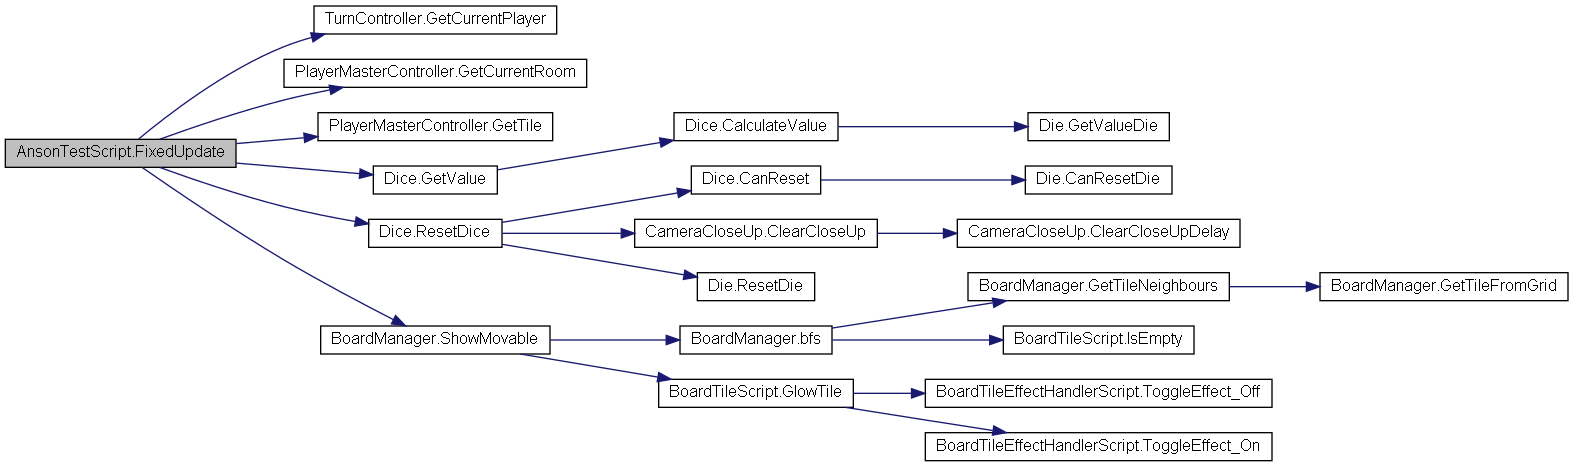 TurnController.GetCurrentPlayer
PlayerMasterController.GetCurrentRoom
PlayerMasterController.GetTile
Dice.CalculateValue
Die.GetValueDie
AnsonTestScript.FixedUpdate
Dice.GetValue
Dice.CanReset
Die.CanResetDie
Dice.ResetDice
CameraCloseUp.ClearCloseUp
CameraCloseUp.ClearCloseUpDelay
Die.ResetDie
BoardManager.GetTileNeighbours
BoardManager.GetTileFromGrid
BoardManager.ShowMovable
BoardManager.bfs
BoardTileScript.IsEmpty
BoardTileScript.GlowTile
BoardTileEffectHandlerScript.ToggleEffect_Off
BoardTileEffectHandlerScript.ToggleEffect_On